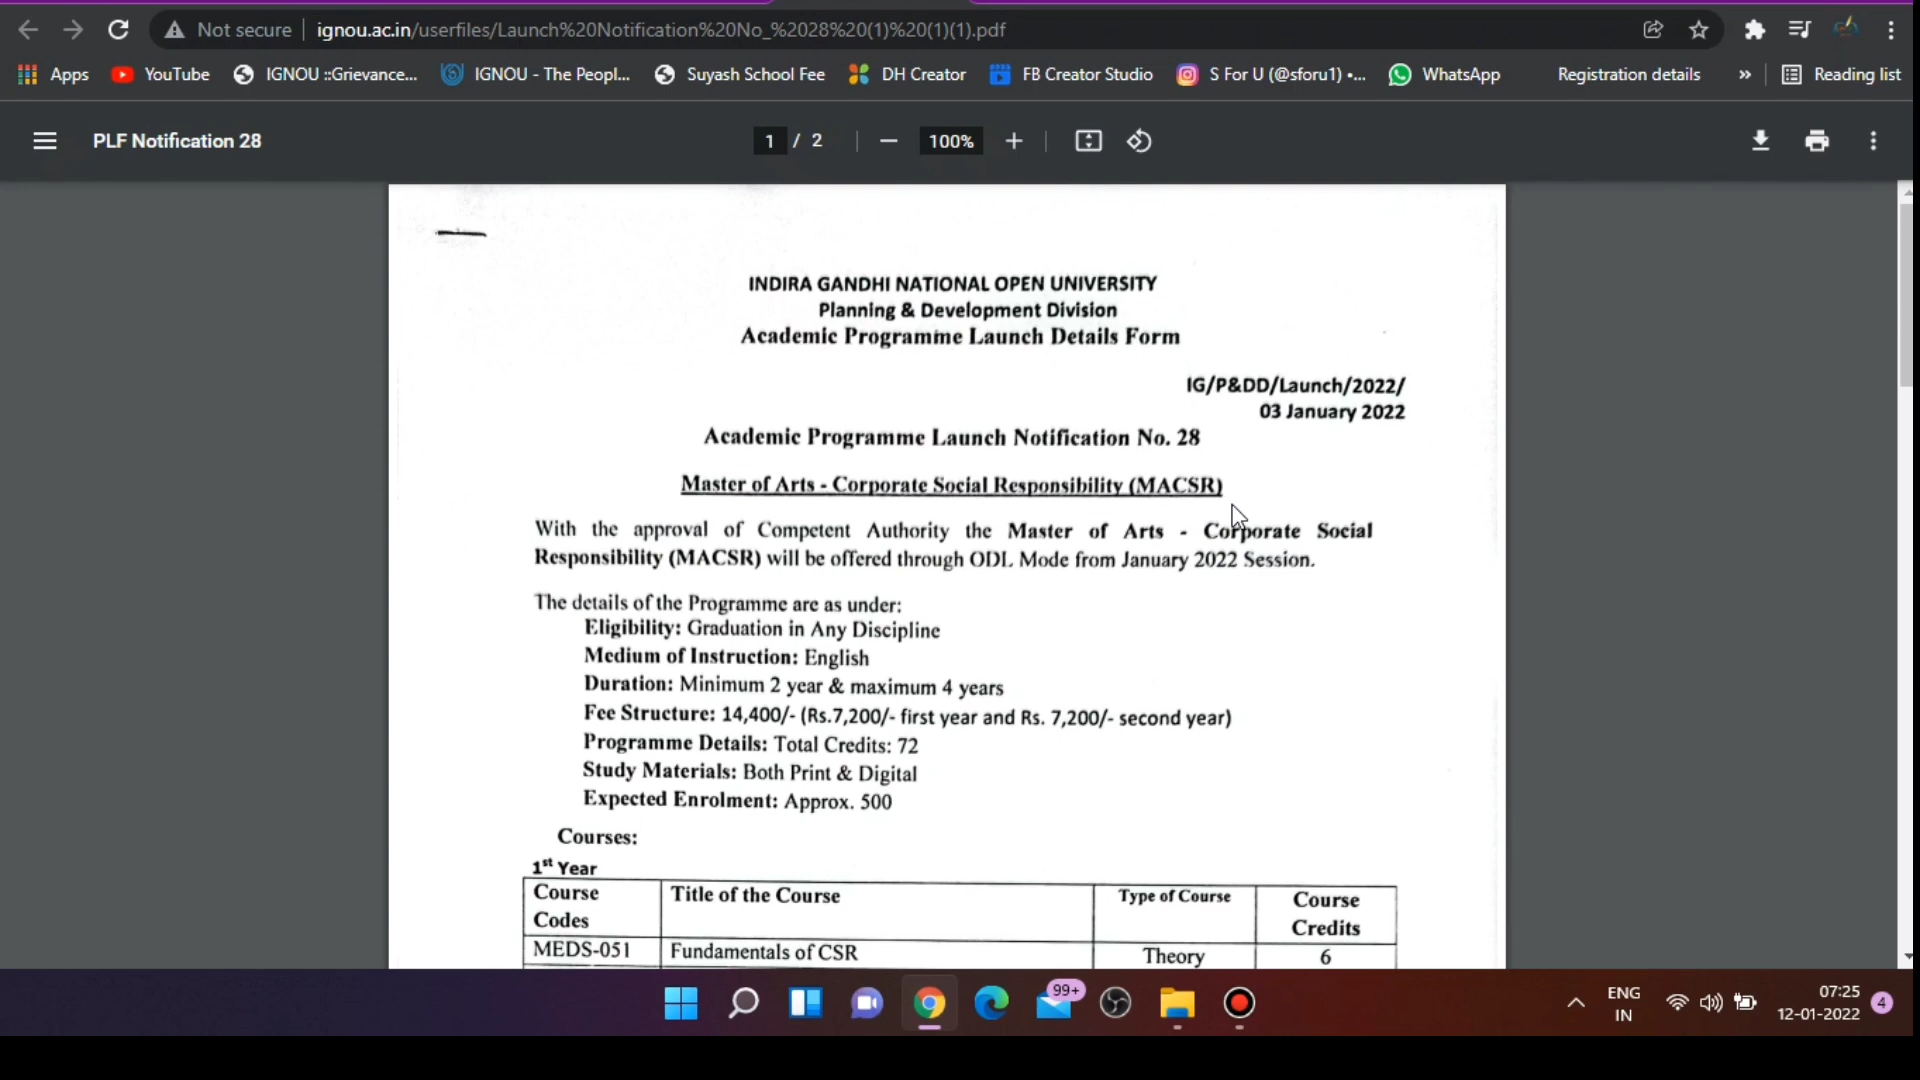 Not secure
ignou.ac.in/userfiles/Launch%20Notification%20No_%2028%20(1)%20(1)(1).pdf
Apps
YouTube
IGNOU ::Grievance...
IGNOU - The Peopl...
Suyash School Fee
DH Creator
FB Creator Studio
S For U (@sforu1) •...
WhatsApp
Registration details
»
Reading list
PLF Notification 28
1 / 2
100%
INDIRA GANDHI NATIONAL OPEN UNIVERSITY
Planning & Development Division
Academic Programme Launch Details Form
IG/P&DD/Launch/2022/
03 January 2022
Academic Programme Launch Notification No. 28
Master of Arts - Corporate Social Responsibility (MACSR)
With the approval of Competent Authority the Master of Arts - Corporate Social
Responsibility (MACSR) will be offered through ODL Mode from January 2022 Session.
The details of the Programme are as under:
Eligibility: Graduation in Any Discipline
Medium of Instruction: English
Duration: Minimum 2 year & maximum 4 years
Fee Structure: 14,400/- (Rs.7,200/- first year and Rs. 7,200/- second year)
Programme Details: Total Credits: 72
Study Materials: Both Print & Digital
Expected Enrolment: Approx. 500
Courses:
1st Year
Course Codes Title of the Course Type of Course Course Credits
MEDS-051 Fundamentals of CSR Theory 6
99+
ENG
IN
07:25
12-01-2022
4